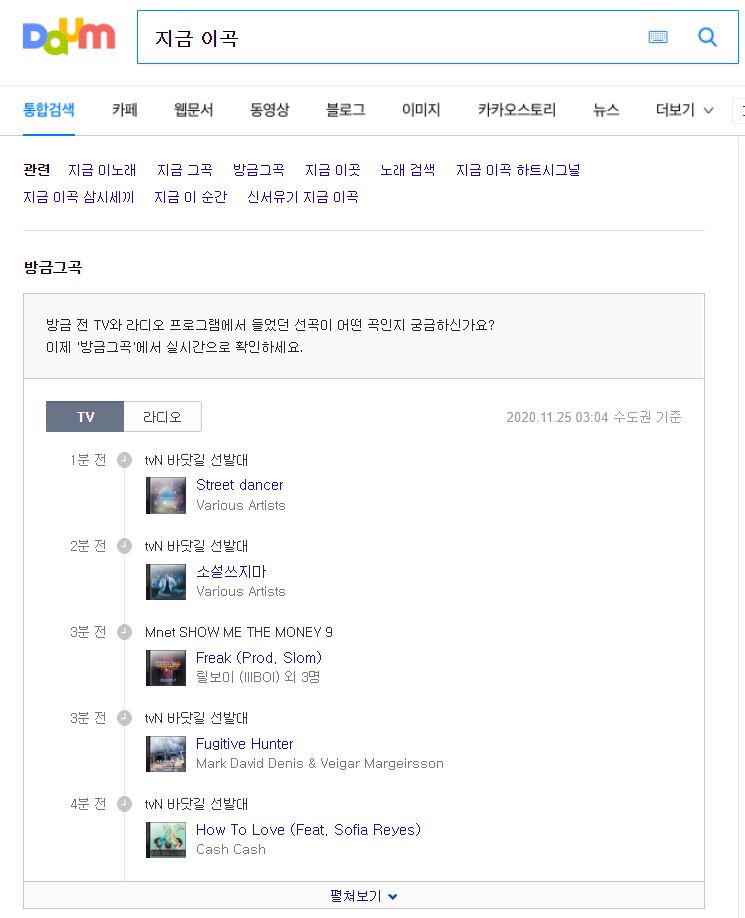 Daum
지금 이곡
통합검색 카페 웹문서 동영상 블로그 이미지 카카오스토리 뉴스 더보기
관련 지금 이노래 지금 그곡 방금그곡 지금 이곳 노래 검색 지금 이곡 하트시그널
지금 이곡 삼시세끼 지금 이 순간 신서유기 지금 이곡
방금그곡
방금 전 TV와 라디오 프로그램에서 들었던 선곡이 어떤 곡인지 궁금하신가요?
이제 '방금그곡'에서 실시간으로 확인하세요.
TV 라디오 2020.11.25 03:04 수도권 기준
1분 전 tvN 바닷길 선발대
Street dancer
Various Artists
2분 전 tvN 바닷길 선발대
소설쓰지마
Various Artists
3분 전 Mnet SHOW ME THE MONEY 9
Freak (Prod. Slom)
릴보이 (lIlBOI) 외 3명
3분 전 tvN 바닷길 선발대
Fugitive Hunter
Mark David Denis & Veigar Margeirsson
4분 전 tvN 바닷길 선발대
How To Love (Feat. Sofia Reyes)
Cash Cash
펼쳐보기